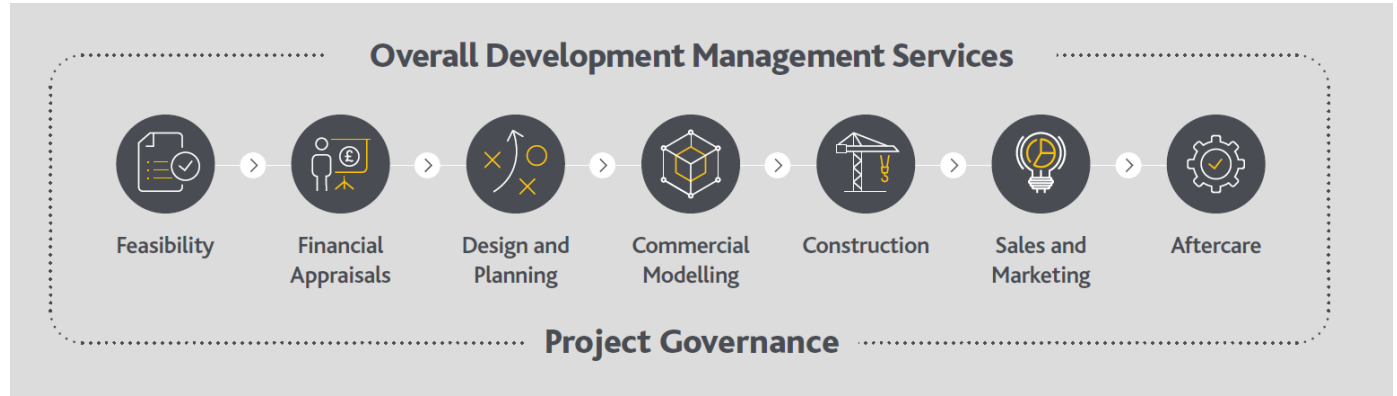 Overall Development Management Services
£
Feasibility
Financial
Appraisals
Design and
Planning
Commercial
Modelling
Construction
Sales and
Marketing
Aftercare
Project Governance